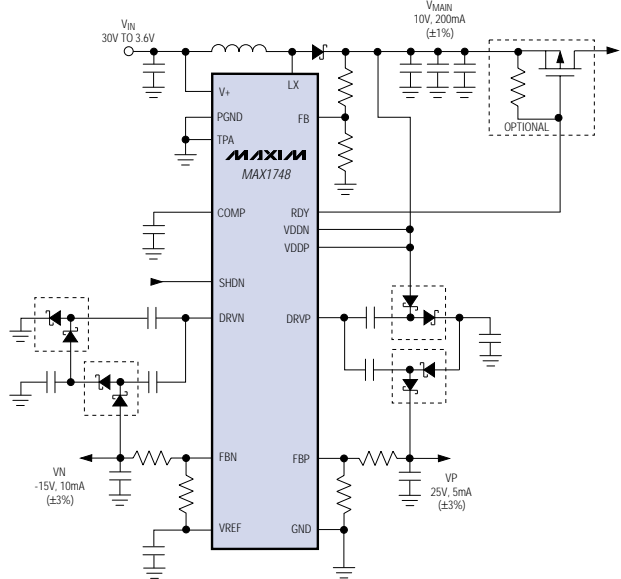 VIN
30V TO 3.6V
VMAIN
10V, 200mA
(±1%)
V+
LX
PGND
FB
TPA
OPTIONAL
MAXIM
MAX1748
COMP
RDY
VDDN
VDDP
SHDN
DRVN
DRVP
FBN
FBP
VN
-15V, 10mA
(±3%)
VP
25V, 5mA
(±3%)
VREF
GND